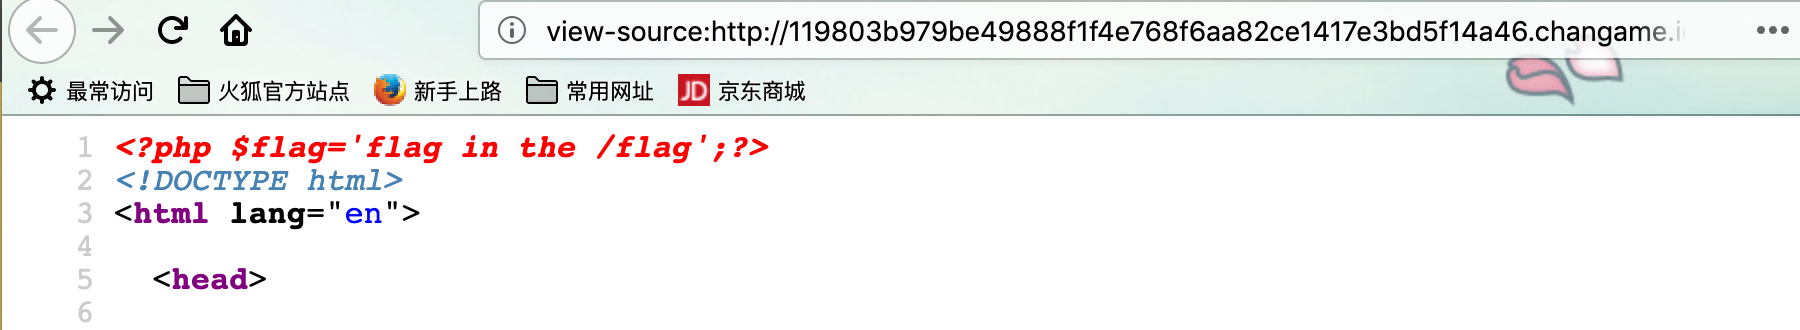 view-source:http://119803b979be49888f1f4e768f6aa82ce1417e3bd5f14a46.changame.i
最常访问 火狐官方站点 新手上路 常用网址 JD 京东商城
1 <?php $flag='flag in the /flag';?>
2 <!DOCTYPE html>
3 <html lang="en">
4
5 <head>
6